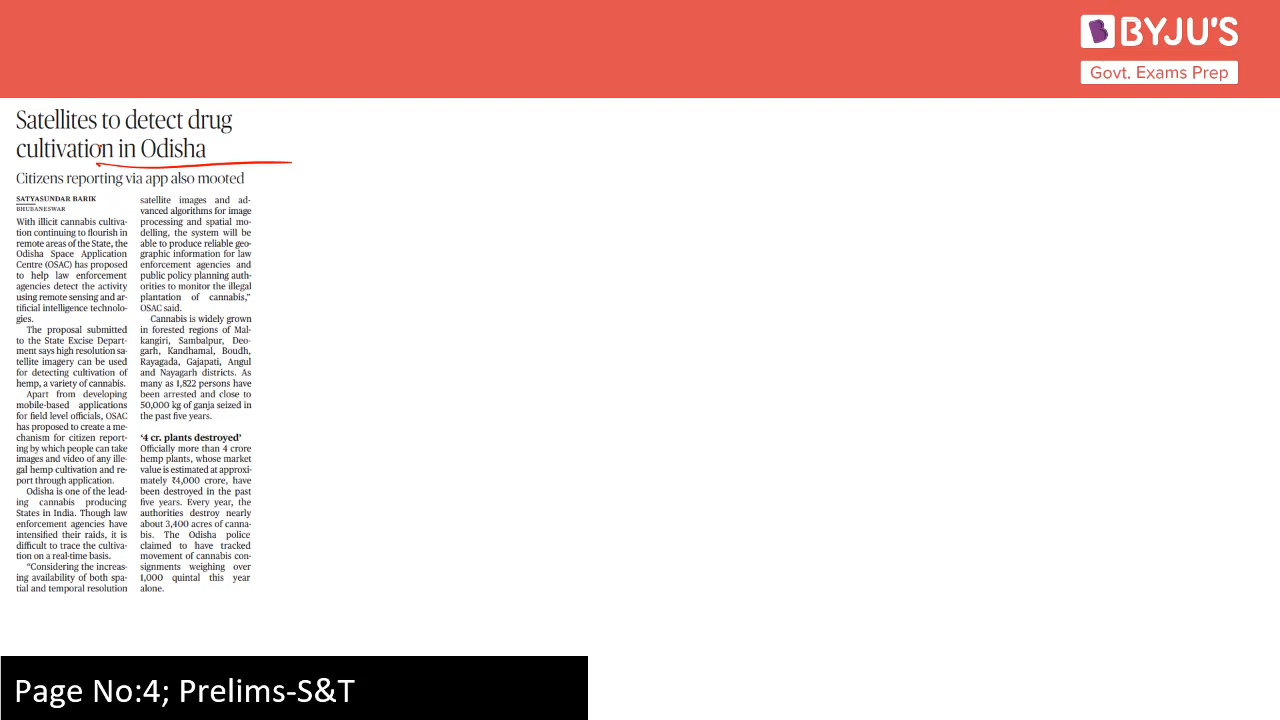 BYJU'S
Govt. Exams Prep
Satellites to detect drug
cultivation in Odisha
Citizens reporting via app also mooted
SATYASUNDAR BARIK
BHUBANESWAR
With illicit cannabis cultiva-
tion continuing to flourish in
remote areas of the State, the
Odisha Space Application
Centre (OSAC) has proposed
to help law enforcement
agencies detect the activity
using remote sensing and ar-
tificial intelligence technolo-
gies.
The proposal submitted
to the State Excise Depart-
ment says high resolution sa-
tellite imagery can be used
for detecting cultivation of
hemp, a variety of cannabis.
Apart from developing
mobile-based applications
for field level officials, OSAC
has proposed to create a me-
chanism for citizen report-
ing by which people can take
images and video of any ille-
gal hemp cultivation and re-
port through application.
Odisha is one of the lead-
ing cannabis producing
States in India. Though law
enforcement agencies have
intensified their raids, it is
difficult to trace the cultiva-
tion on a real-time basis.
"Considering the increas-
ing availability of both spa-
tial and temporal resolution
satellite images and ad-
vanced algorithms for image
processing and spatial mo-
delling, the system will be
able to produce reliable geo-
graphic information for law
enforcement agencies and
public policy planning auth-
orities to monitor the illegal
plantation of cannabis,"
OSAC said.
Cannabis is widely grown
in forested regions of Mal-
kangiri, Sambalpur, Deo-
garh, Kandhamal, Boudh,
Rayagada, Gajapati, Angul
and Nayagarh districts. As
many as 1,822 persons have
been arrested and close to
50,000 kg of ganja seized in
the past five years.
'4 cr. plants destroyed'
Officially more than 4 crore
hemp plants, whose market
value is estimated at approxi-
mately ₹4,000 crore, have
been destroyed in the past
five years. Every year, the
authorities destroy nearly
about 3,400 acres of canna-
bis. The Odisha police
claimed to have tracked
movement of cannabis con-
signments weighing over
1,000 quintal this year
alone.
Page No:4; Prelims-S&T